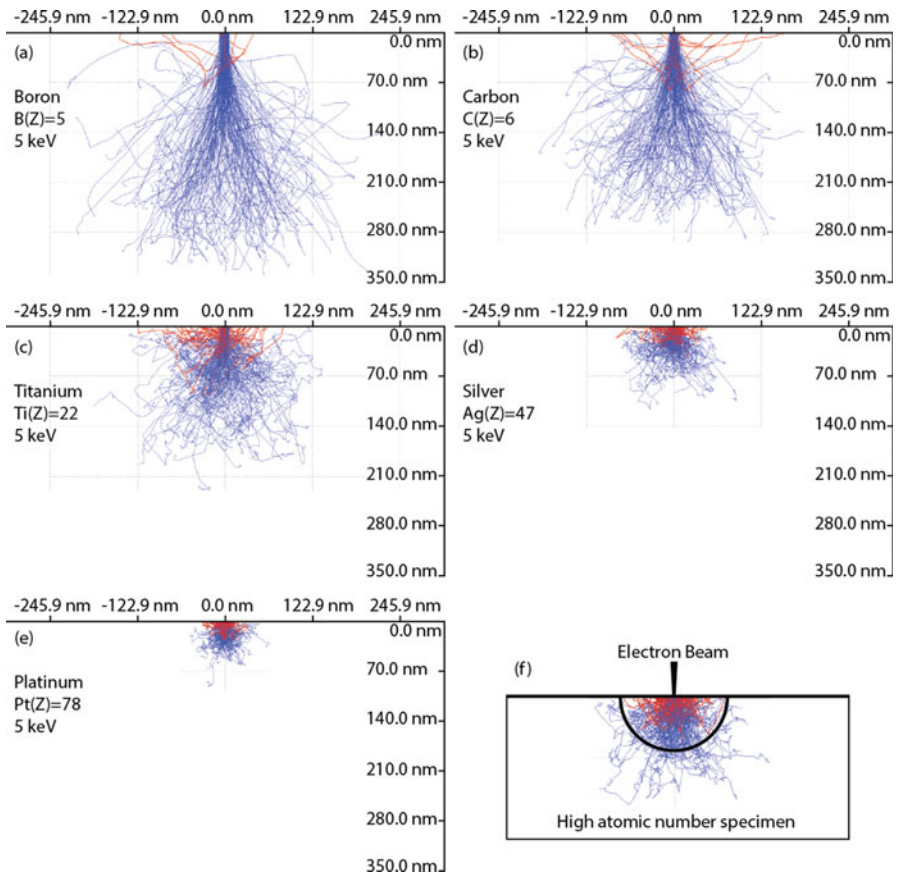 -245.9 nm -122.9 nm 0.0 nm 122.9 nm 245.9 nm
(a)
0.0 nm
70.0 nm
Boron
B(Z)=5
5 keV
140.0 nm
210.0 nm
280.0 nm
350.0 nm
-245.9 nm -122.9 nm 0.0 nm 122.9 nm 245.9 nm
(b)
0.0 nm
70.0 nm
Carbon
C(Z)=6
5 keV
140.0 nm
210.0 nm
280.0 nm
350.0 nm
-245.9 nm -122.9 nm 0.0 nm 122.9 nm 245.9 nm
(c)
0.0 nm
70.0 nm
Titanium
Ti(Z)=22
5 keV
140.0 nm
210.0 nm
280.0 nm
350.0 nm
-245.9 nm -122.9 nm 0.0 nm 122.9 nm 245.9 nm
(d)
0.0 nm
70.0 nm
Silver
Ag(Z)=47
5 keV
140.0 nm
210.0 nm
280.0 nm
350.0 nm
-245.9 nm -122.9 nm 0.0 nm 122.9 nm 245.9 nm
(e)
0.0 nm
70.0 nm
Platinum
Pt(Z)=78
5 keV
140.0 nm
210.0 nm
280.0 nm
350.0 nm
(f)
Electron Beam
High atomic number specimen